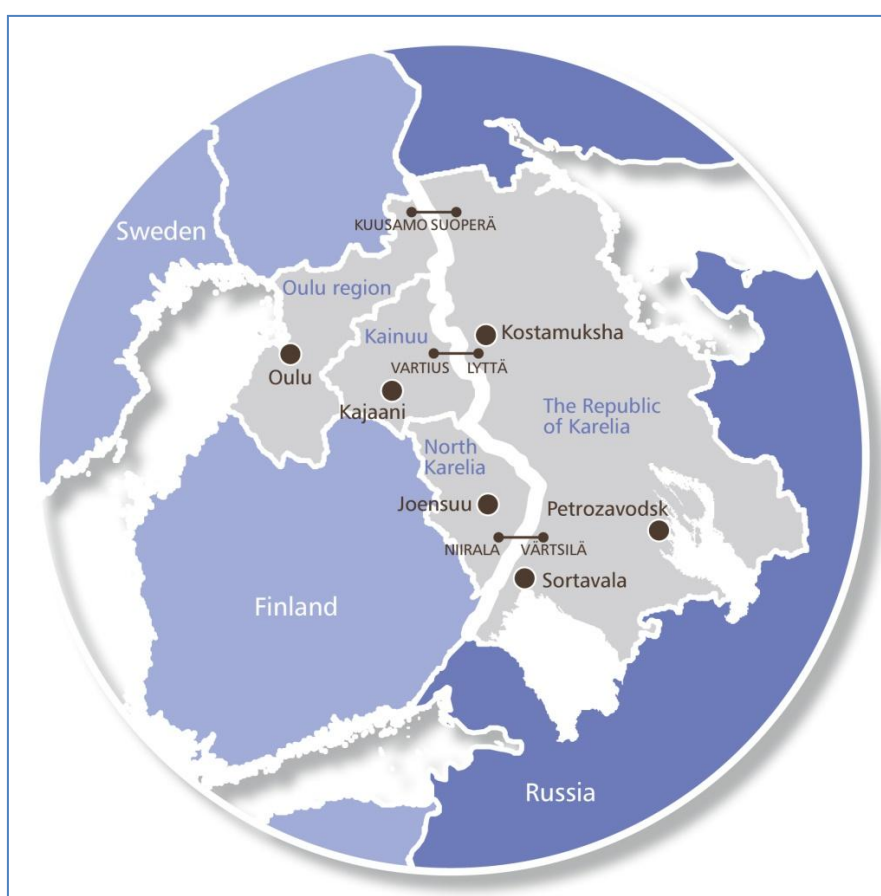 KUUSAMO SUOPERÄ
Sweden
Oulu region
Kainuu
Kostamuksha
Oulu
VARTIUS LYTTÄ
Kajaani
The Republic
of Karelia
North
Karelia
Joensuu
Petrozavodsk
NIIRALA VÄRTSILÄ
Sortavala
Finland
Russia